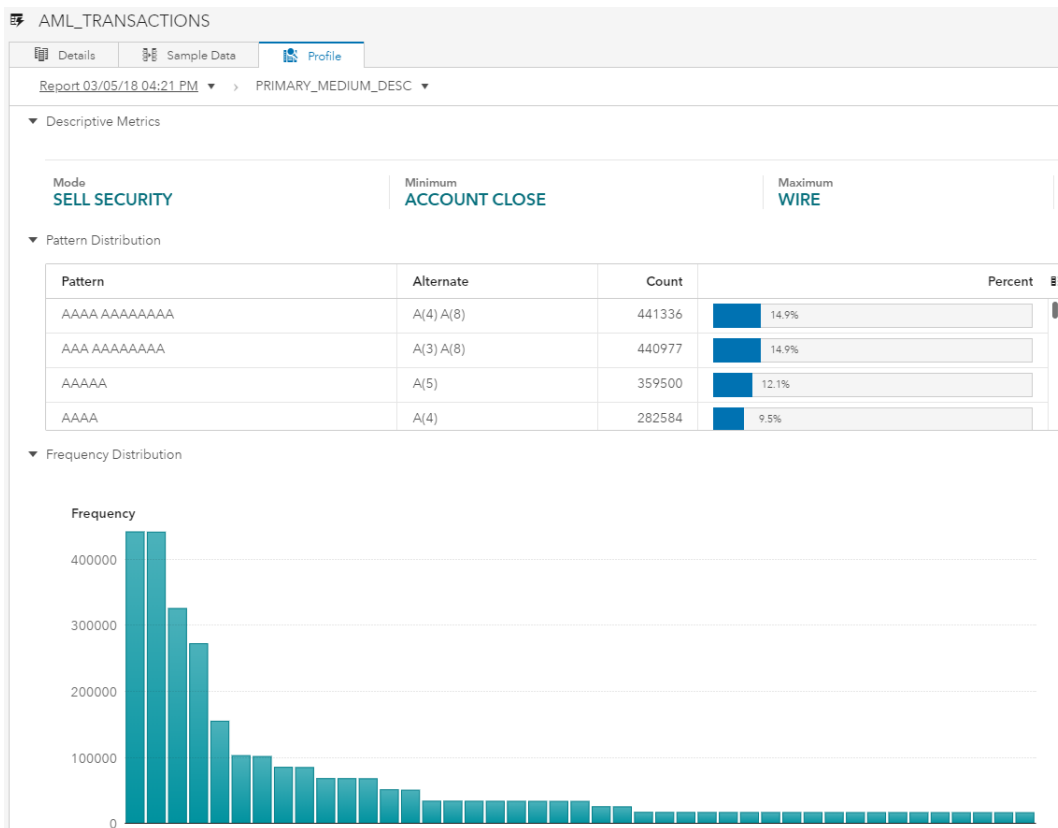 AML_TRANSACTIONS
Details Sample Data Profile
Report 03/05/18 04:21 PM PRIMARY_MEDIUM_DESC
Descriptive Metrics
Mode Minimum Maximum
SELL SECURITY ACCOUNT CLOSE WIRE
Pattern Distribution
Pattern Alternate Count Percent
AAAA AAAAAAAA A(4) A(8) 441336 14.9%
AAA AAAAAAAA A(3) A(8) 440977 14.9%
AAAAA A(5) 359500 12.1%
AAAA A(4) 282584 9.5%
Frequency Distribution
Frequency
400000
300000
200000
100000
0